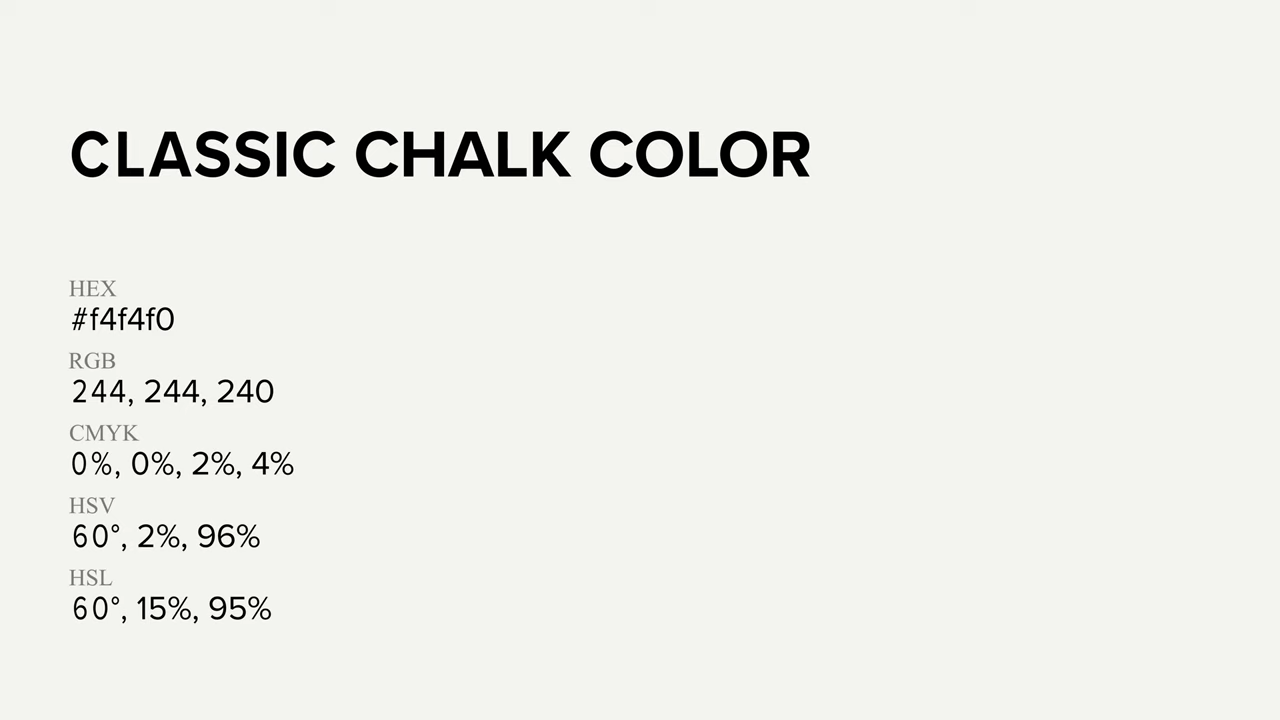 CLASSIC CHALK COLOR
HEX
#f4f4f0
RGB
244, 244, 240
CMYK
0%, 0%, 2%, 4%
HSV
60°, 2%, 96%
HSL
60°, 15%, 95%